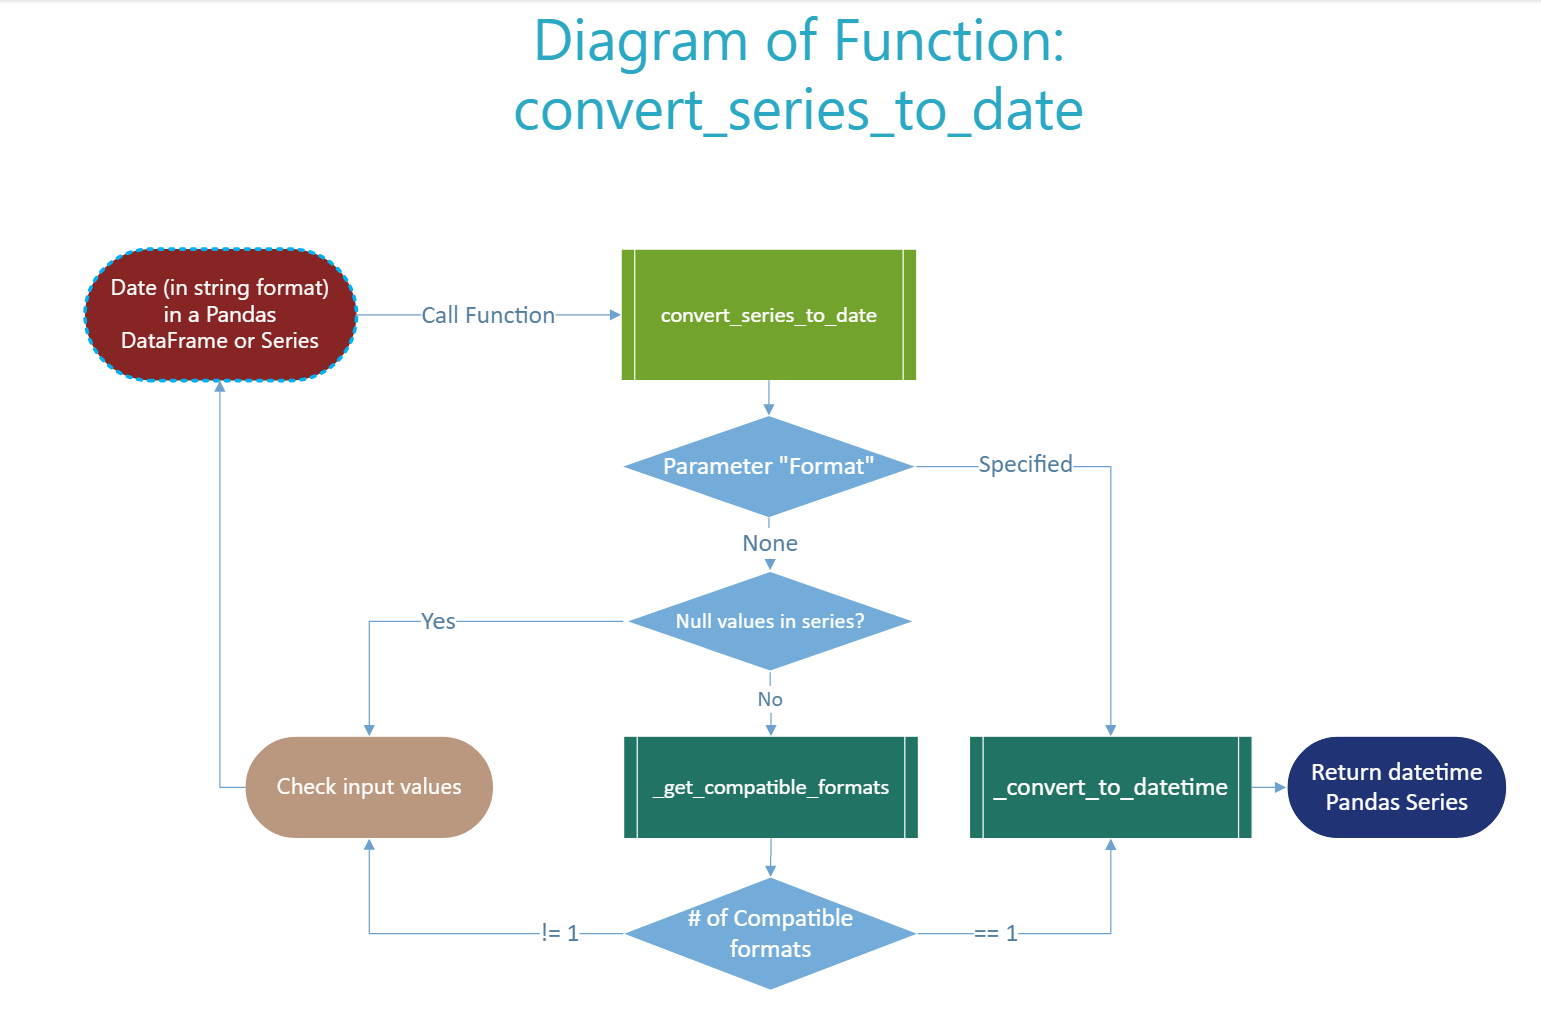 Diagram of Function:
convert_series_to_date
Date (in string format)
in a Pandas
DataFrame or Series
Call Function
convert_series_to_date
Parameter "Format"
Specified
None
Null values in series?
Yes
No
Check input values
_get_compatible_formats
_convert_to_datetime
Return datetime
Pandas Series
# of Compatible
formats
!= 1
== 1